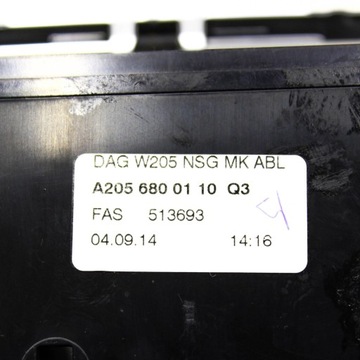 DAG W205 NSG MK ABL
A205 680 01 10 Q3
FAS 513693
04.09.14 14:16